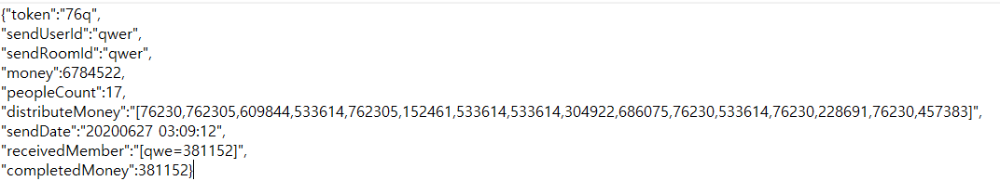 {"token":"76q",
"sendUserId":"qwer",
"sendRoomId":"qwer",
"money":6784522,
"peopleCount":17,
"distributeMoney":"[76230,762305,609844,533614,762305,152461,533614,533614,304922,686075,76230,533614,76230,228691,76230,457383]",
"sendDate":"20200627 03:09:12",
"receivedMember":"[qwe=381152]",
"completedMoney":381152}